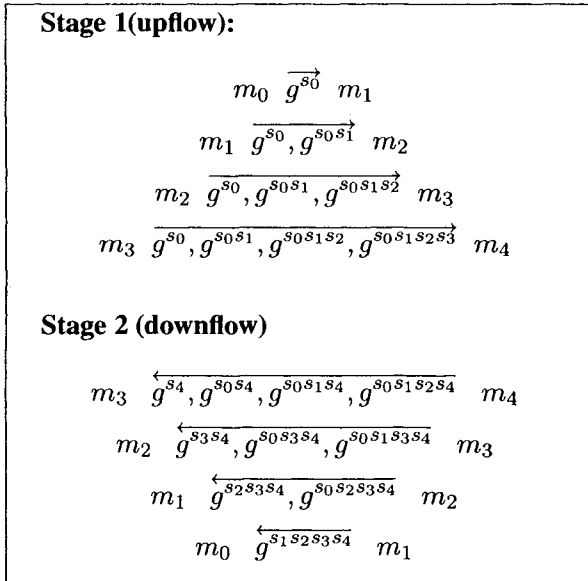 Stage 1(upflow):
m₀ →g^{s₀} m₁
m₁ →g^{s₀}, g^{s₀s₁} m₂
m₂ →g^{s₀}, g^{s₀s₁}, g^{s₀s₁s₂} m₃
m₃ →g^{s₀}, g^{s₀s₁}, g^{s₀s₁s₂}, g^{s₀s₁s₂s₃} m₄
Stage 2 (downflow)
m₃ ←g^{s₄}, g^{s₀s₄}, g^{s₀s₁s₄}, g^{s₀s₁s₂s₄} m₄
m₂ ←g^{s₃s₄}, g^{s₀s₃s₄}, g^{s₀s₁s₃s₄} m₃
m₁ ←g^{s₂s₃s₄}, g^{s₀s₂s₃s₄} m₂
m₀ ←g^{s₁s₂s₃s₄} m₁